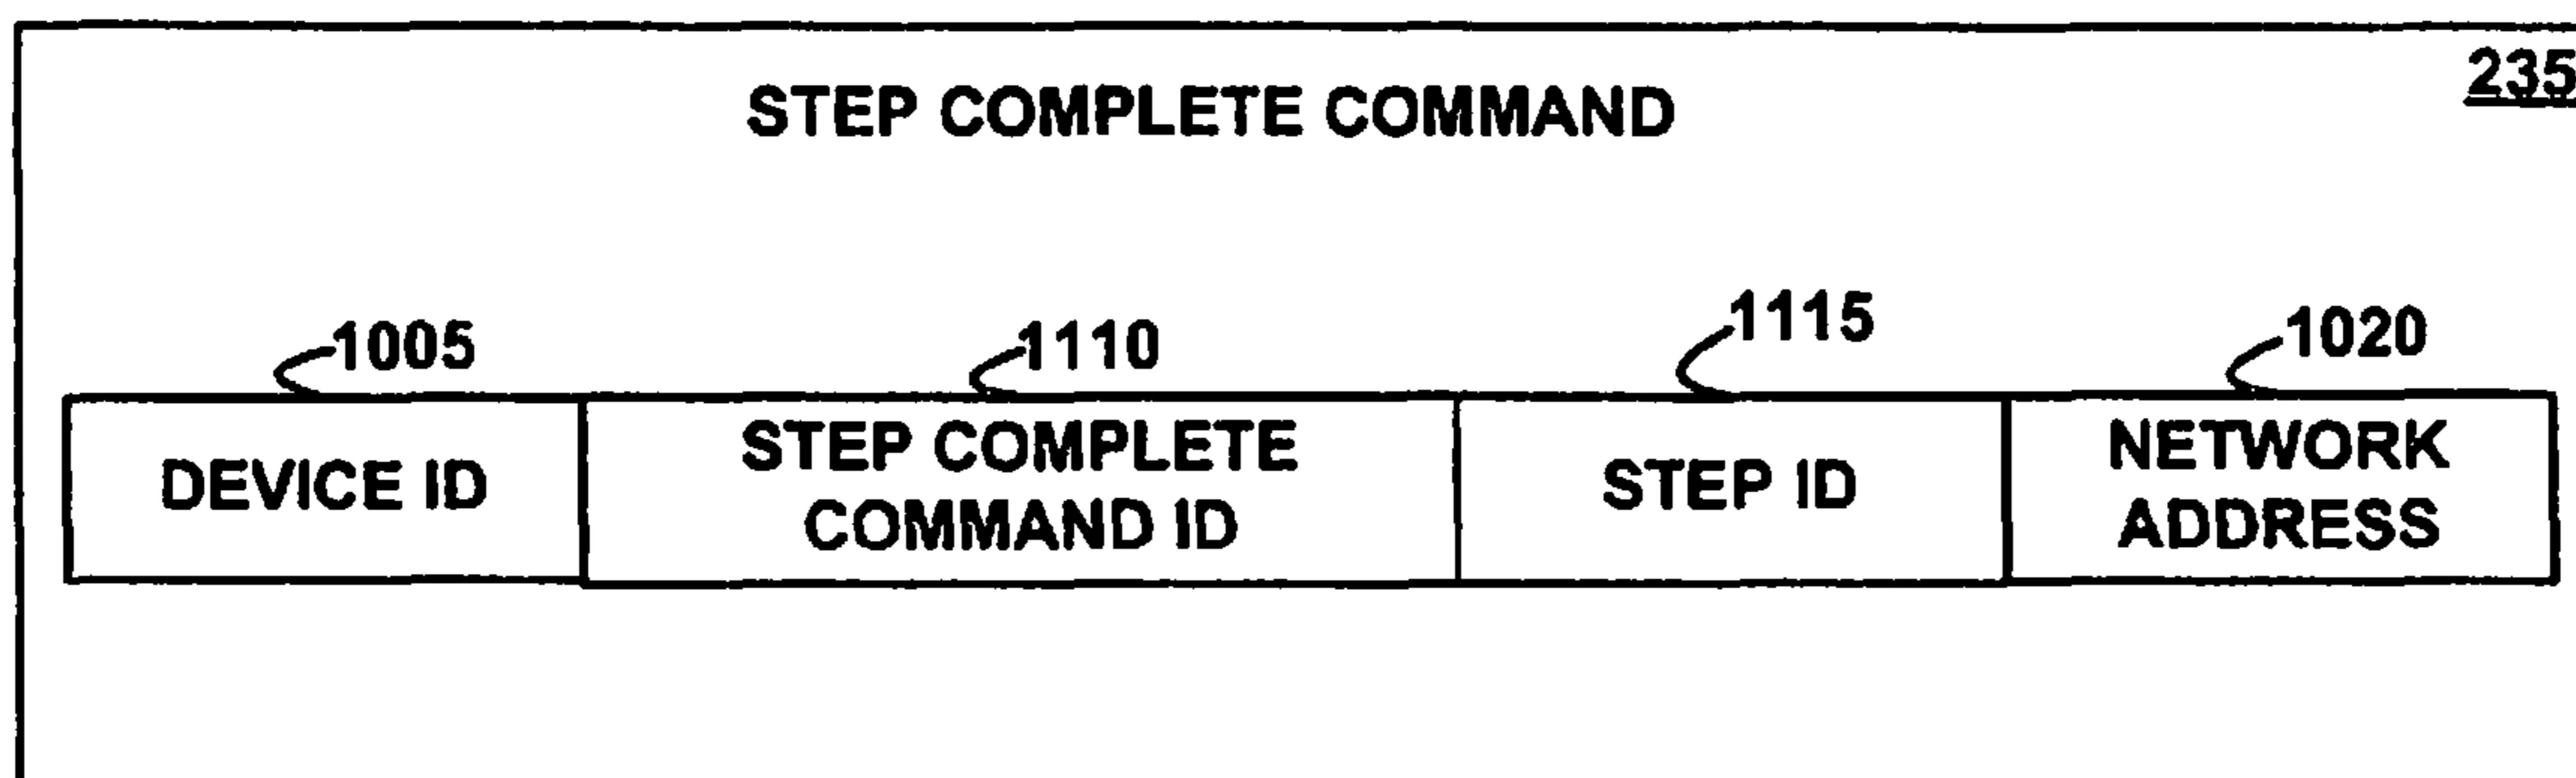 235
STEP COMPLETE COMMAND
1005
1110
1115
1020
DEVICE ID
STEP COMPLETE
COMMAND ID
STEP ID
NETWORK
ADDRESS